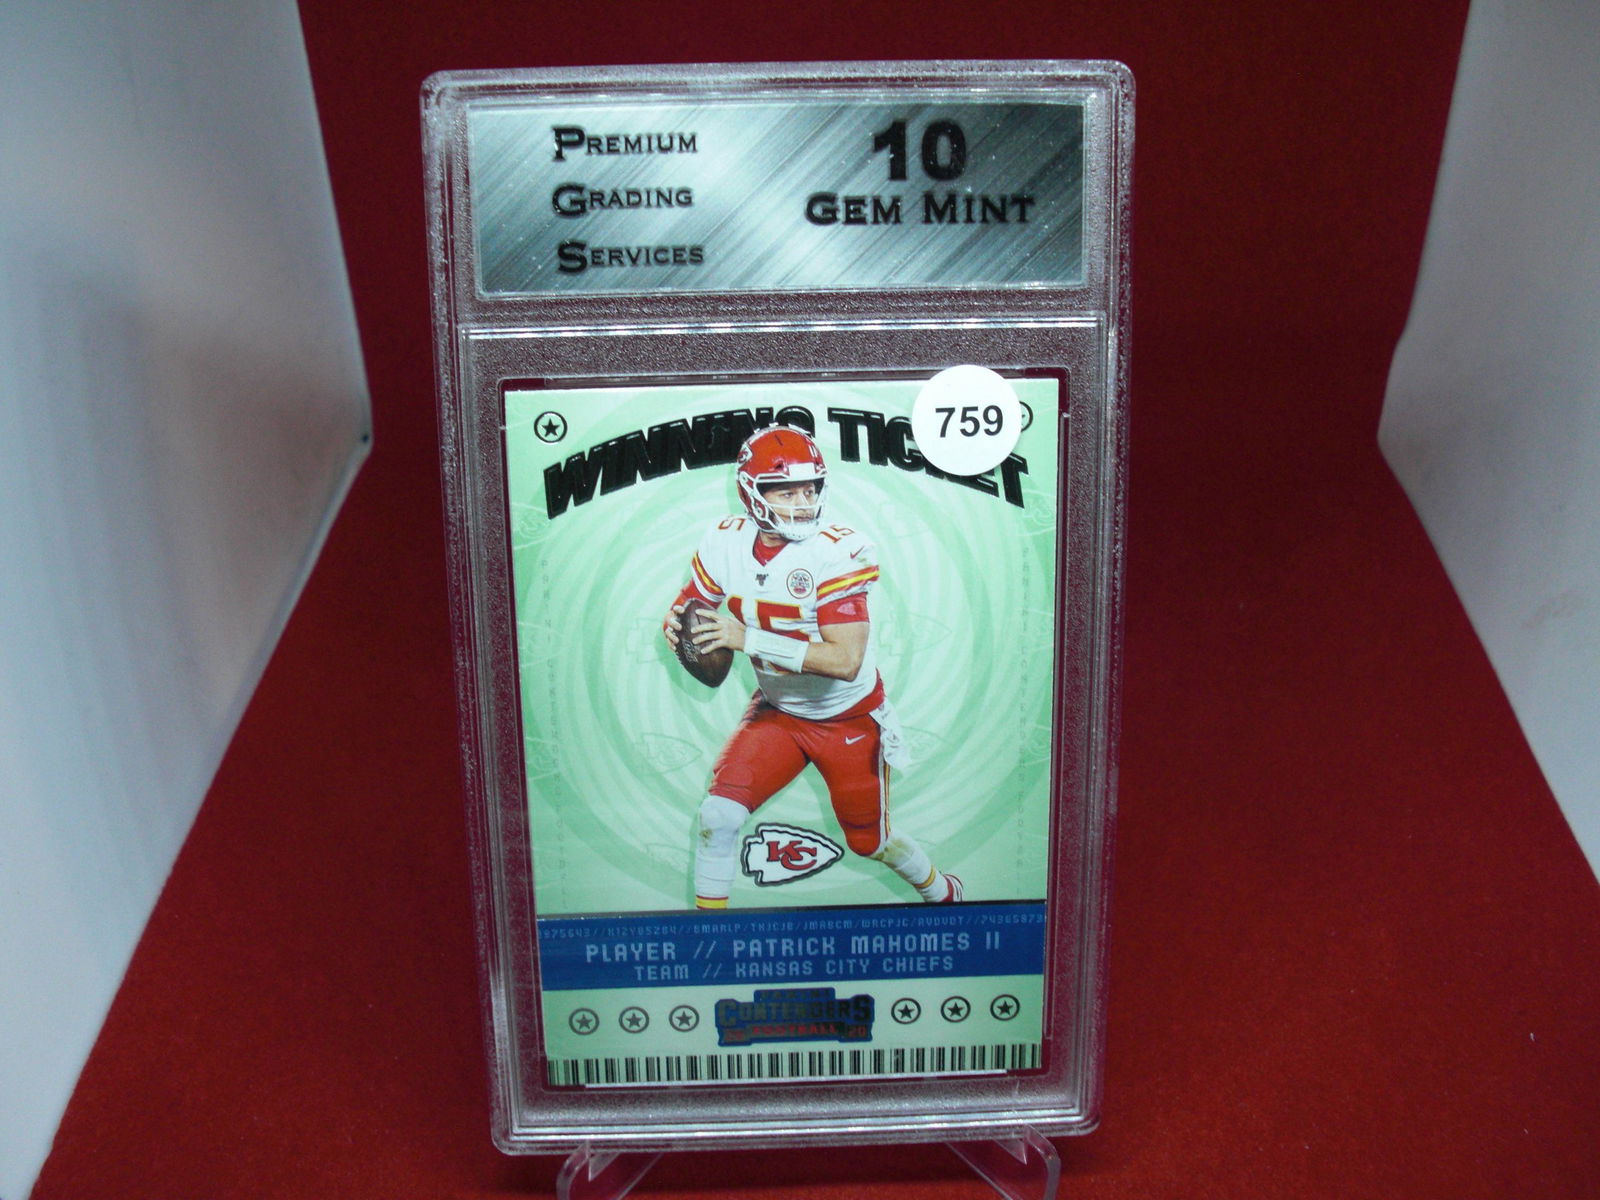 PREMIUM
GRADING
SERVICES
10
GEM MINT
759
WINNING TICKET
15
15
KC
PLAYER // PATRICK MAHOMES II
TEAM // KANSAS CITY CHIEFS
CONTENDERS
FOOTBALL